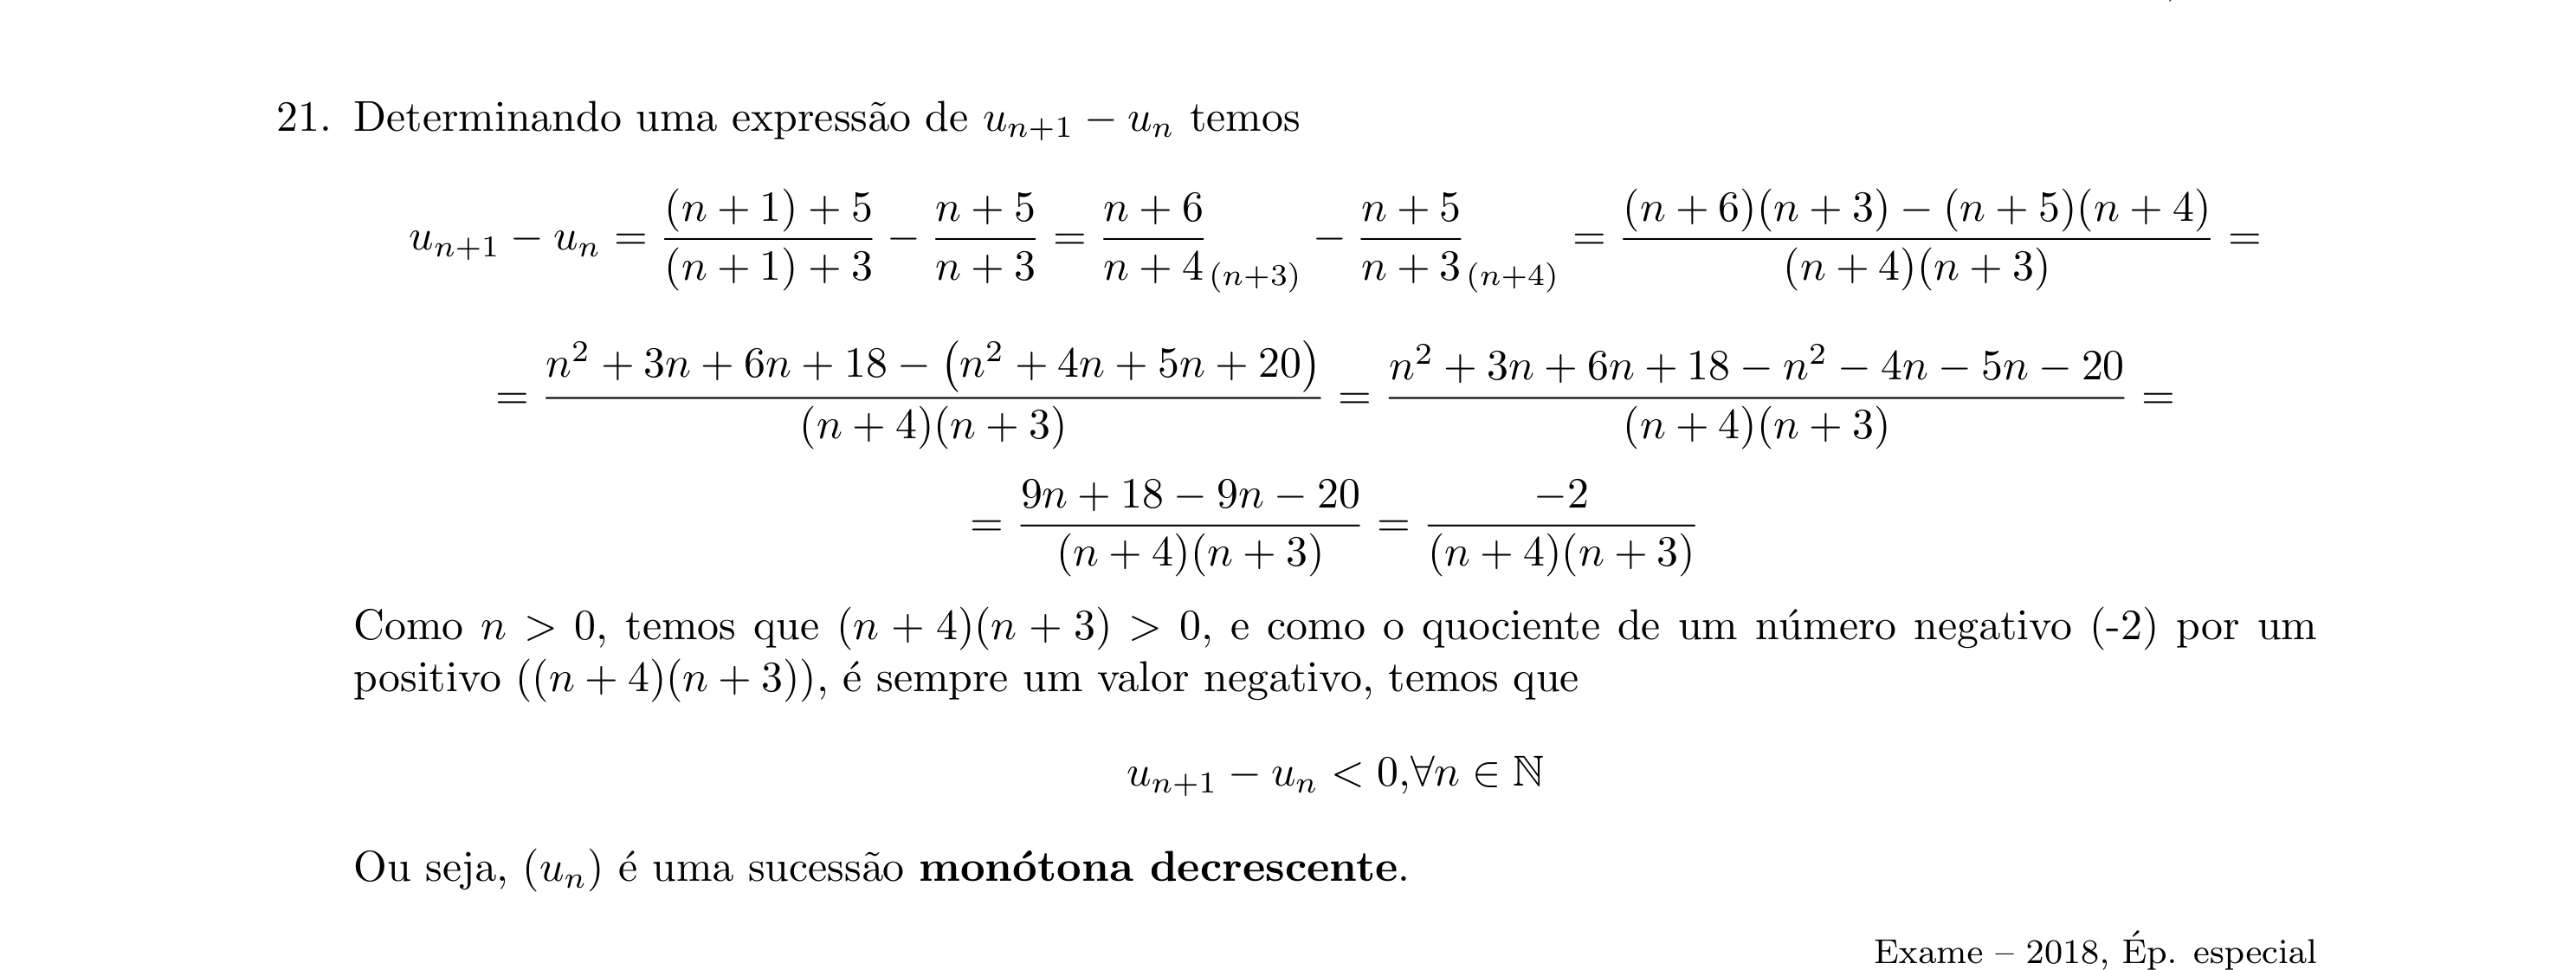 21. Determinando uma expressão de $u_{n+1} - u_n$ temos
$u_{n+1} - u_n = \frac{(n+1)+5}{(n+1)+3} - \frac{n+5}{n+3} = \frac{n+6}{n+4}_{(n+3)} - \frac{n+5}{n+3}_{(n+4)} = \frac{(n+6)(n+3)-(n+5)(n+4)}{(n+4)(n+3)} =$
$= \frac{n^2+3n+6n+18-\left(n^2+4n+5n+20\right)}{(n+4)(n+3)} = \frac{n^2+3n+6n+18-n^2-4n-5n-20}{(n+4)(n+3)} =$
$= \frac{9n+18-9n-20}{(n+4)(n+3)} = \frac{-2}{(n+4)(n+3)}$
Como $n > 0$, temos que $(n+4)(n+3) > 0$, e como o quociente de um número negativo (-2) por um
positivo $((n+4)(n+3))$, é sempre um valor negativo, temos que
$u_{n+1} - u_n < 0, \forall n \in \mathbb{N}$
Ou seja, $(u_n)$ é uma sucessão monótona decrescente.
Exame – 2018, Ép. especial